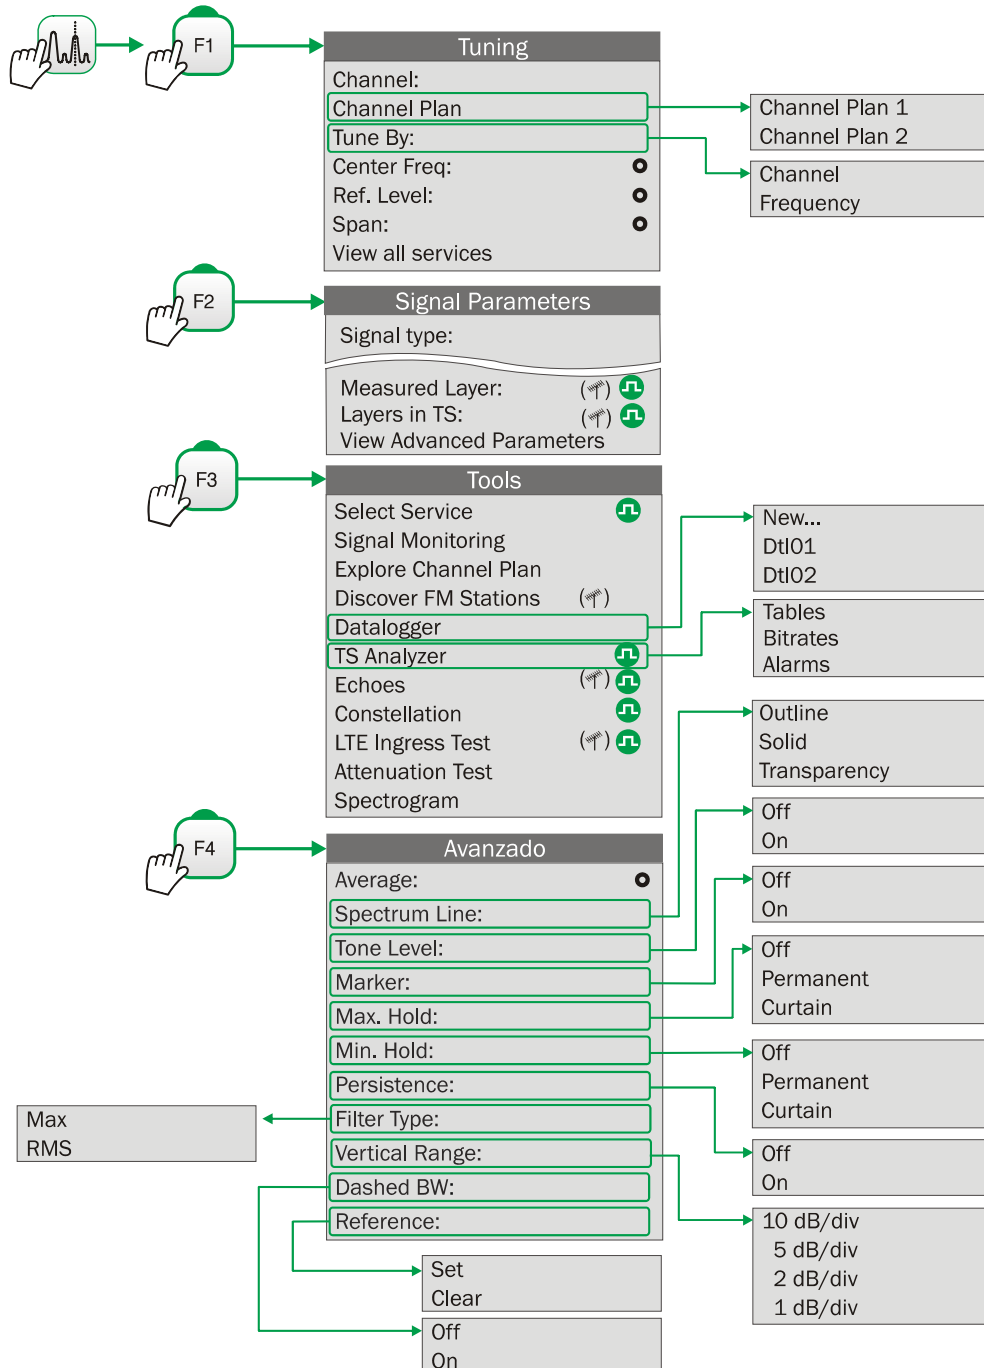 F1
Tuning
Channel:
Channel Plan
Tune By:
Center Freq:
Ref. Level:
Span:
View all services
Channel Plan 1
Channel Plan 2
Channel
Frequency
F2
Signal Parameters
Signal type:
Measured Layer:
Layers in TS:
View Advanced Parameters
F3
Tools
Select Service
Signal Monitoring
Explore Channel Plan
Discover FM Stations
Datalogger
TS Analyzer
Echoes
Constellation
LTE Ingress Test
Attenuation Test
Spectrogram
New...
Dtl01
Dtl02
Tables
Bitrates
Alarms
F4
Avanzado
Average:
Spectrum Line:
Tone Level:
Marker:
Max. Hold:
Min. Hold:
Persistence:
Filter Type:
Vertical Range:
Dashed BW:
Reference:
Outline
Solid
Transparency
Off
On
Off
On
Off
Permanent
Curtain
Off
Permanent
Curtain
Off
On
10 dB/div
5 dB/div
2 dB/div
1 dB/div
Max
RMS
Set
Clear
Off
On